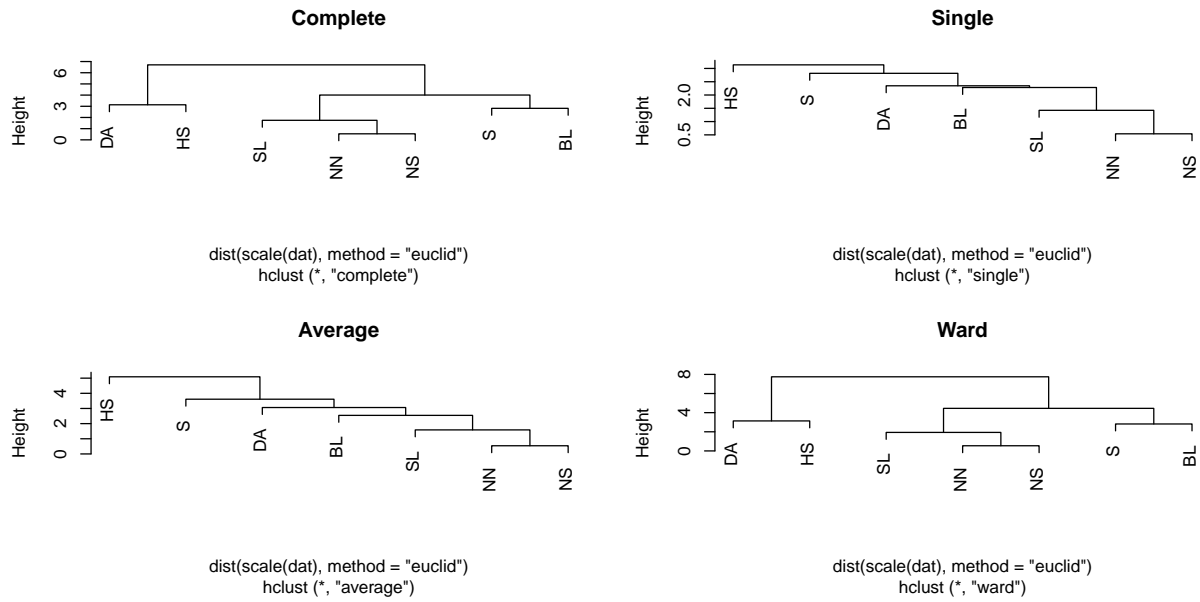 Complete
Height
0
3
6
DA
HS
SL
NN
NS
S
BL
dist(scale(dat), method = "euclid")
hclust (*, "complete")
Single
Height
0.5
2.0
HS
S
DA
BL
SL
NN
NS
dist(scale(dat), method = "euclid")
hclust (*, "single")
Average
Height
0
2
4
HS
S
DA
BL
SL
NN
NS
dist(scale(dat), method = "euclid")
hclust (*, "average")
Ward
Height
0
4
8
DA
HS
SL
NN
NS
S
BL
dist(scale(dat), method = "euclid")
hclust (*, "ward")